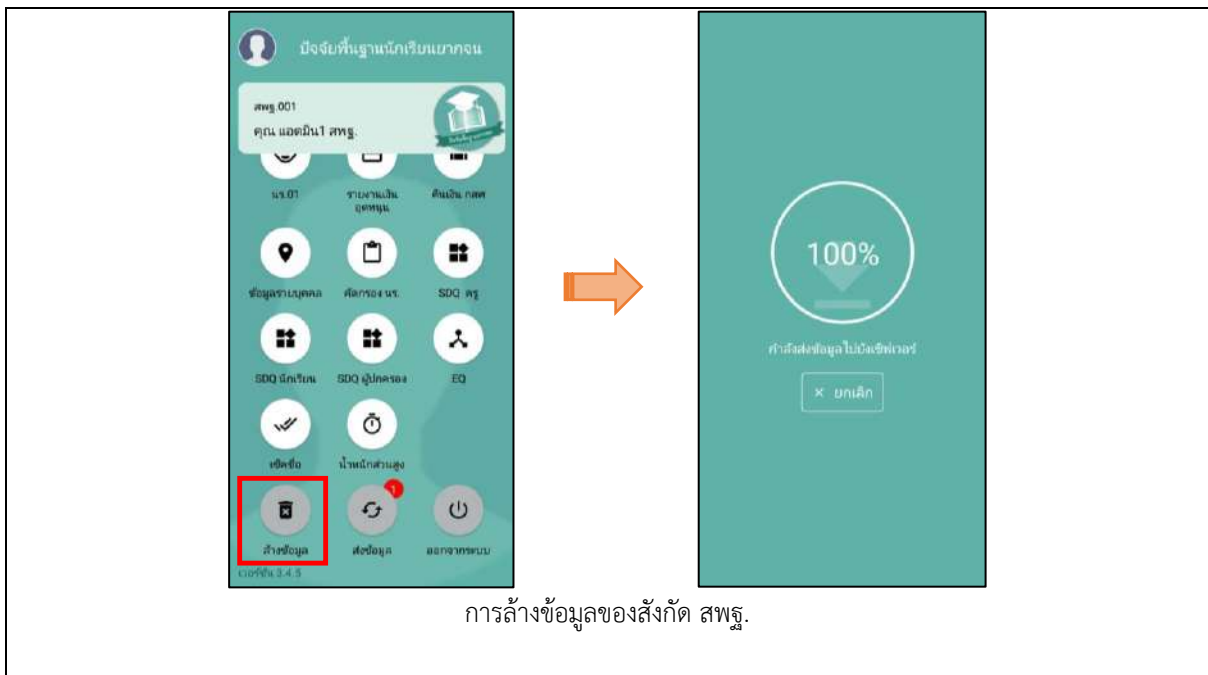 ปัจจัยพื้นฐานนักเรียนยากจน
สพฐ.001
คุณ แอดมิน1 สพฐ.
นร.01
รายงานเงิน
อุดหนุน
คืนเงิน กสศ
ข้อมูลรายบุคคล
คัดกรอง นร.
SDQ ครู
SDQ นักเรียน
SDQ ผู้ปกครอง
EQ
เช็คชื่อ
น้ำหนักส่วนสูง
1
ล้างข้อมูล
ส่งข้อมูล
ออกจากระบบ
เวอร์ชัน 3.4.5
100%
กำลังส่งข้อมูลไปยังเซิฟเวอร์
× ยกเลิก
การล้างข้อมูลของสังกัด สพฐ.